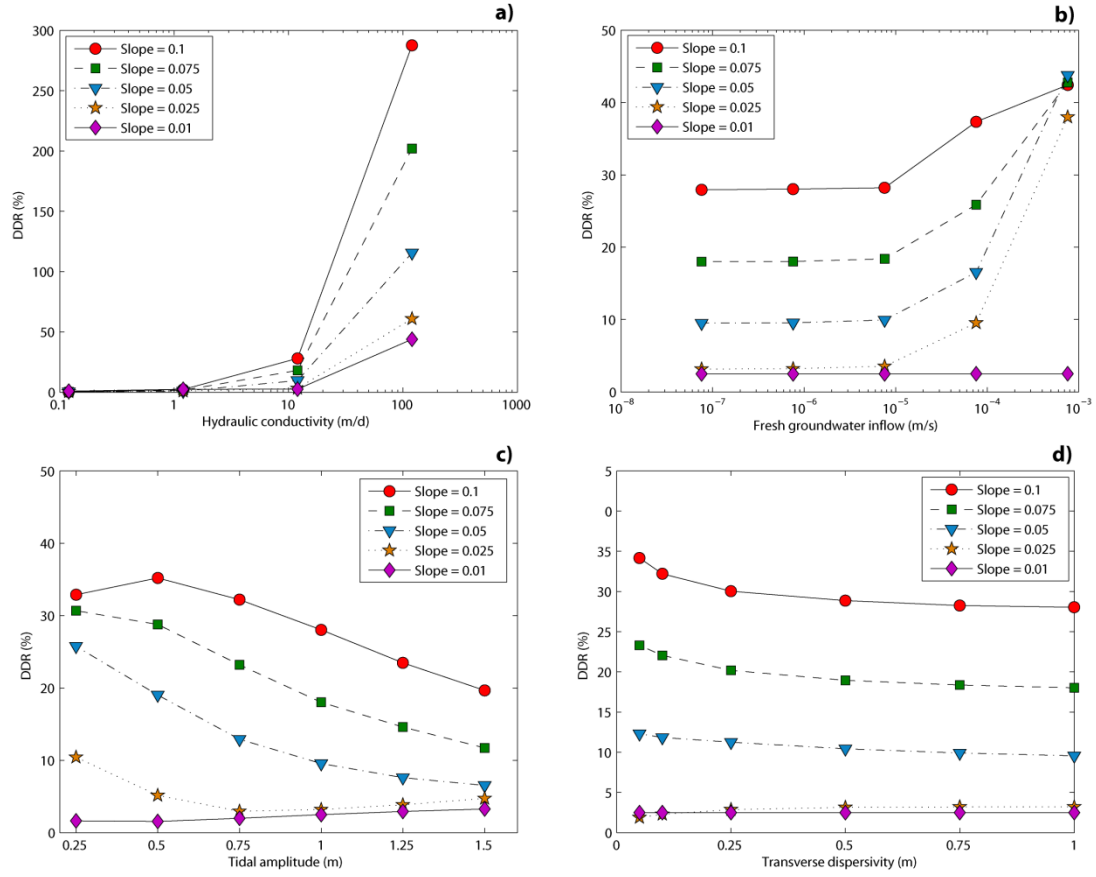 a)
300
250
200
150
100
50
0
DDR (%)
Slope = 0.1
Slope = 0.075
Slope = 0.05
Slope = 0.025
Slope = 0.01
0.1
1
10
100
1000
Hydraulic conductivity (m/d)
b)
50
40
30
20
10
0
DDR (%)
Slope = 0.1
Slope = 0.075
Slope = 0.05
Slope = 0.025
Slope = 0.01
10⁻⁸
10⁻⁷
10⁻⁶
10⁻⁵
10⁻⁴
10⁻³
Fresh groundwater inflow (m/s)
c)
50
40
30
20
10
0
DDR (%)
Slope = 0.1
Slope = 0.075
Slope = 0.05
Slope = 0.025
Slope = 0.01
0.25
0.5
0.75
1
1.25
1.5
Tidal amplitude (m)
d)
5
0
35
30
25
20
15
10
5
0
DDR (%)
Slope = 0.1
Slope = 0.075
Slope = 0.05
Slope = 0.025
Slope = 0.01
0
0.25
0.5
0.75
1
Transverse dispersivity (m)